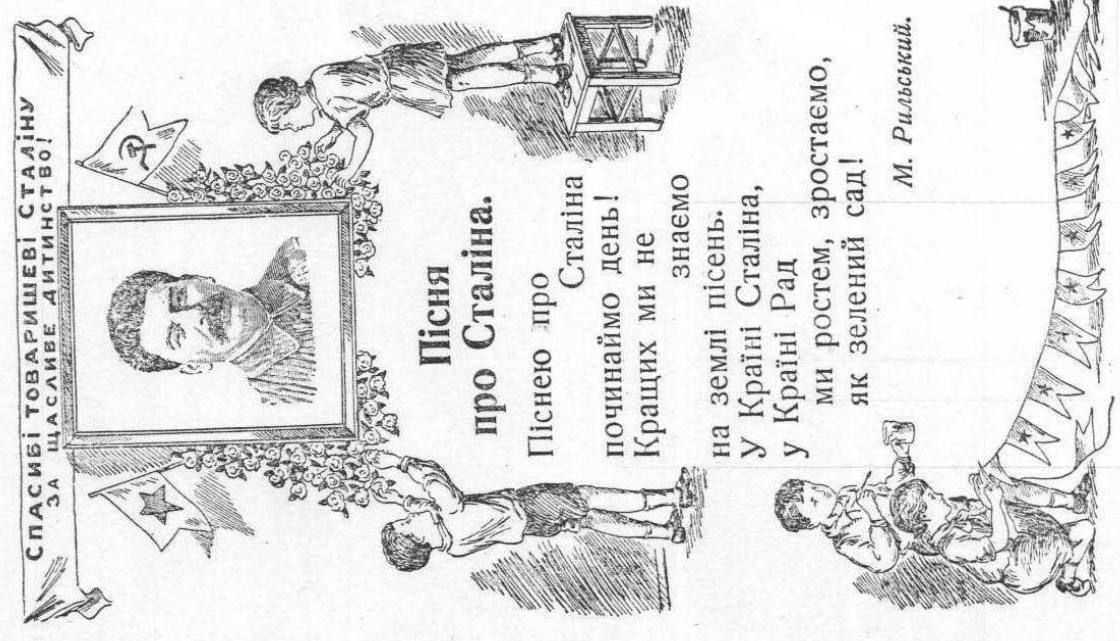 СПАСИБІ ТОВАРИШЕВІ СТАЛІНУ
ЗА ЩАСЛИВЕ ДИТИНСТВО!
Пісня
про Сталіна.
Піснею про
Сталіна
починаймо день!
Кращих ми не
знаємо
на землі пісень.
У Країні Сталіна,
у Країні Рад
ми ростем, зростаємо,
як зелений сад!
М. Рильський.